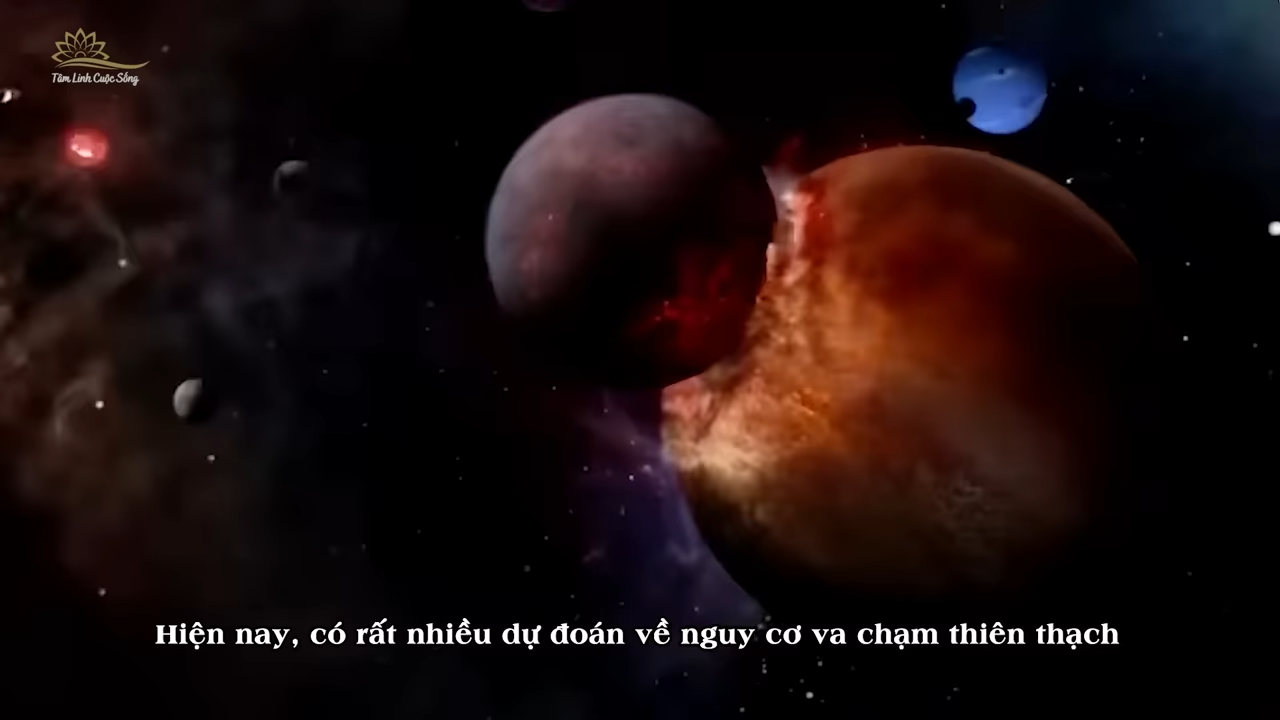 Tâm Linh Cuộc Sống
Hiện nay, có rất nhiều dự đoán về nguy cơ va chạm thiên thạch